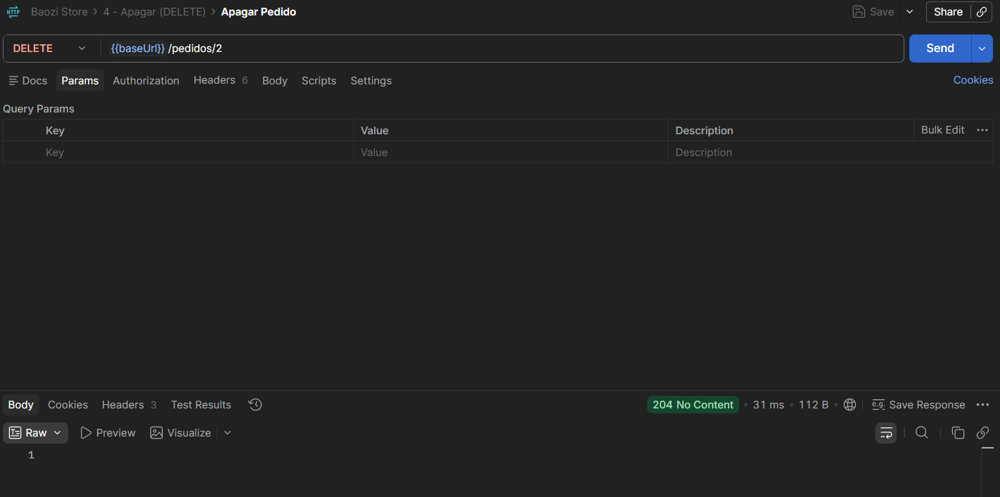 HTTP Baozi Store > 4 - Apagar (DELETE) > Apagar Pedido Save Share
DELETE {{baseUrl}} /pedidos/2 Send
Docs Params Authorization Headers 6 Body Scripts Settings Cookies
Query Params
Key Value Description Bulk Edit
Key Value Description
Body Cookies Headers 3 Test Results 204 No Content • 31 ms • 112 B • e.g. Save Response
Raw Preview Visualize
1